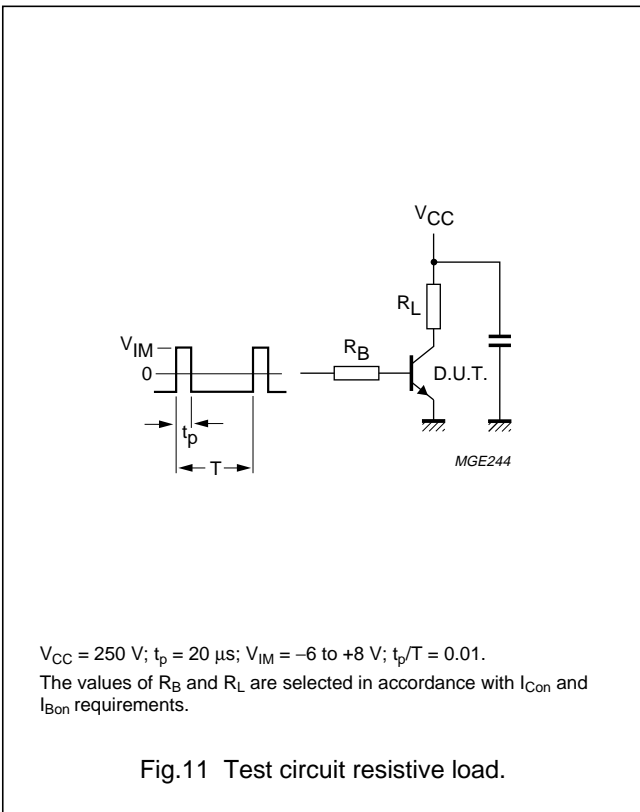 VCC
RL
VIM
RB
0
D.U.T.
tp
T
MGE244
VCC = 250 V; tp = 20 μs; VIM = −6 to +8 V; tp/T = 0.01.
The values of RB and RL are selected in accordance with ICon and
IBon requirements.
Fig.11 Test circuit resistive load.